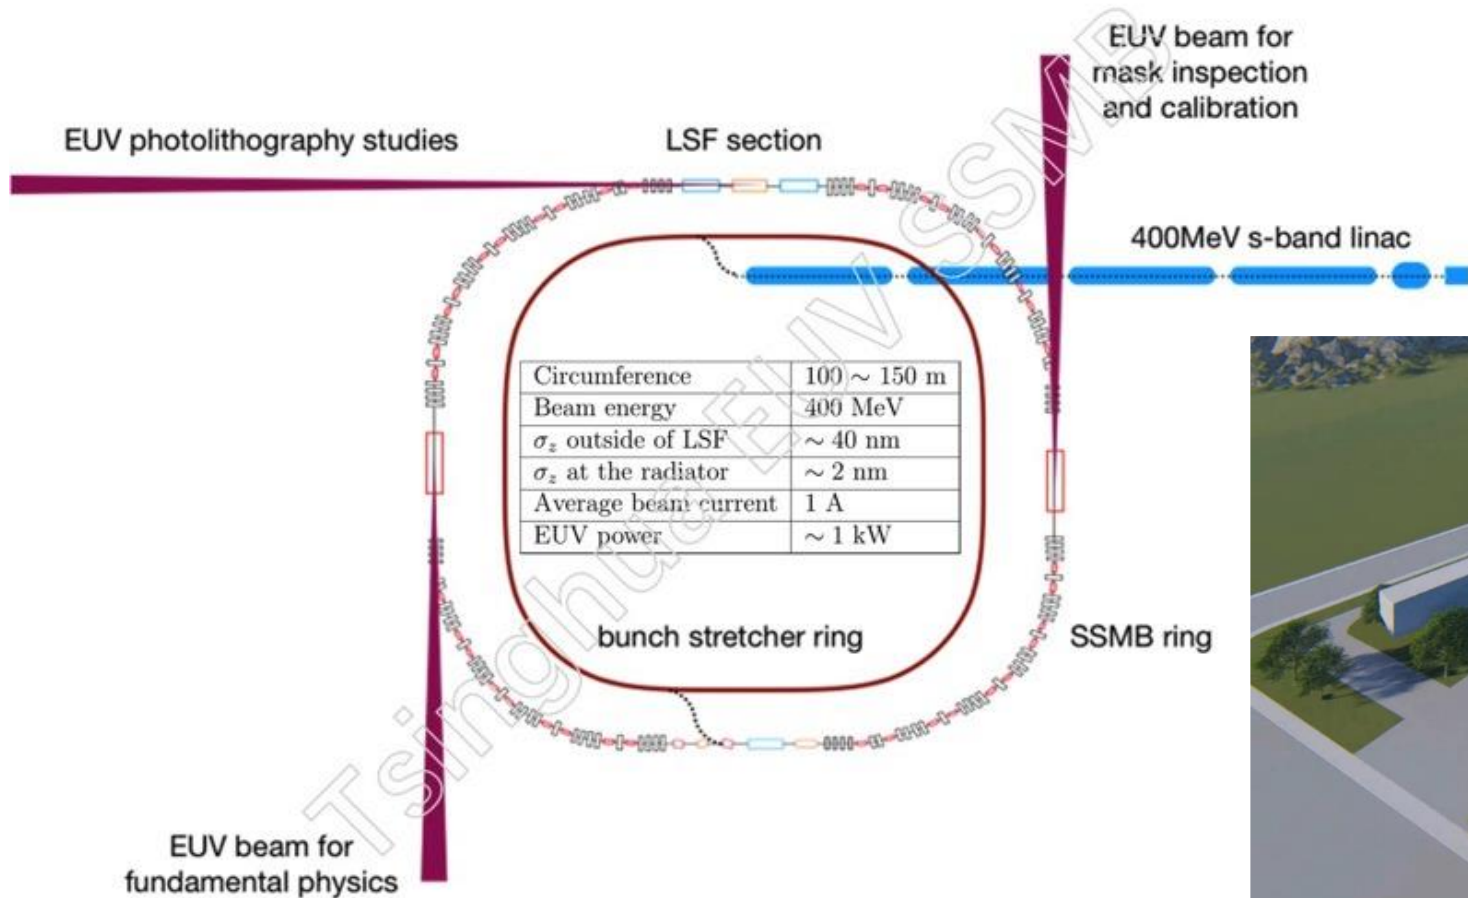 EUV beam for
mask inspection
and calibration
EUV photolithography studies
LSF section
400MeV s-band linac
Circumference 100 ~ 150 m
Beam energy 400 MeV
σz outside of LSF ~ 40 nm
σz at the radiator ~ 2 nm
Average beam current 1 A
EUV power ~ 1 kW
bunch stretcher ring
SSMB ring
EUV beam for
fundamental physics
Tsinghua EUV SSMB